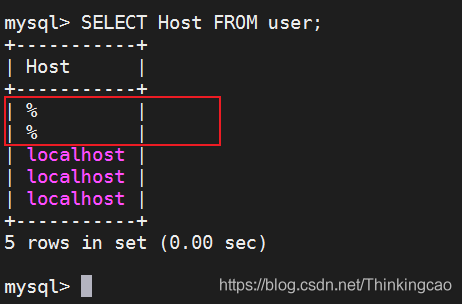 mysql> SELECT Host FROM user;
+-----------+
| Host      |
+-----------+
| %         |
| %         |
| localhost |
| localhost |
| localhost |
+-----------+
5 rows in set (0.00 sec)
mysql>
https://blog.csdn.net/Thinkingcao